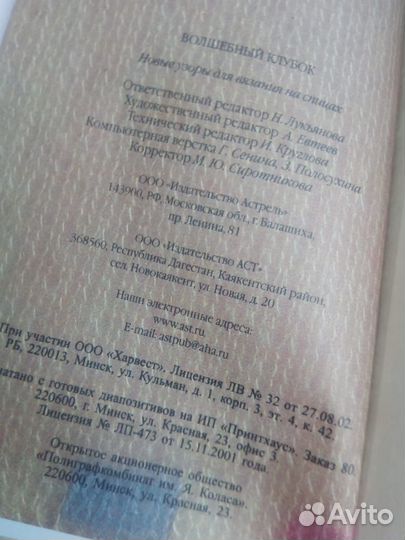 ВОЛШЕБНЫЙ КЛУБОК
Новые узоры для вязания на спицах
Ответственный редактор Н. Лукьянова
Художественный редактор А. Евтеев
Технический редактор И. Круглова
Компьютерная верстка Г. Сенина, З. Полосухина
Корректор М. Ю. Сиротникова
ООО «Издательство Астрель»
143900, РФ, Московская обл., г. Балашиха,
пр. Ленина, 81
ООО «Издательство АСТ»
368560, Республика Дагестан, Каякентский район,
сел. Новокаякент, ул. Новая, д. 20
Наши электронные адреса:
www.ast.ru
E-mail: astpub@aha.ru
При участии ООО «Харвест». Лицензия ЛВ № 32 от 27.08.02.
РБ, 220013, Минск, ул. Кульман, д. 1, корп. 3, эт. 4, к. 42.
чатано с готовых диапозитивов на ИП «Принтхаус». Заказ 80.
220600, г. Минск, ул. Красная, 23, офис 3.
Лицензия № ЛП-473 от 15.11.2001 года.
Открытое акционерное общество
«Полиграфкомбинат им. Я. Коласа».
220600, Минск, ул. Красная, 23.
Avito